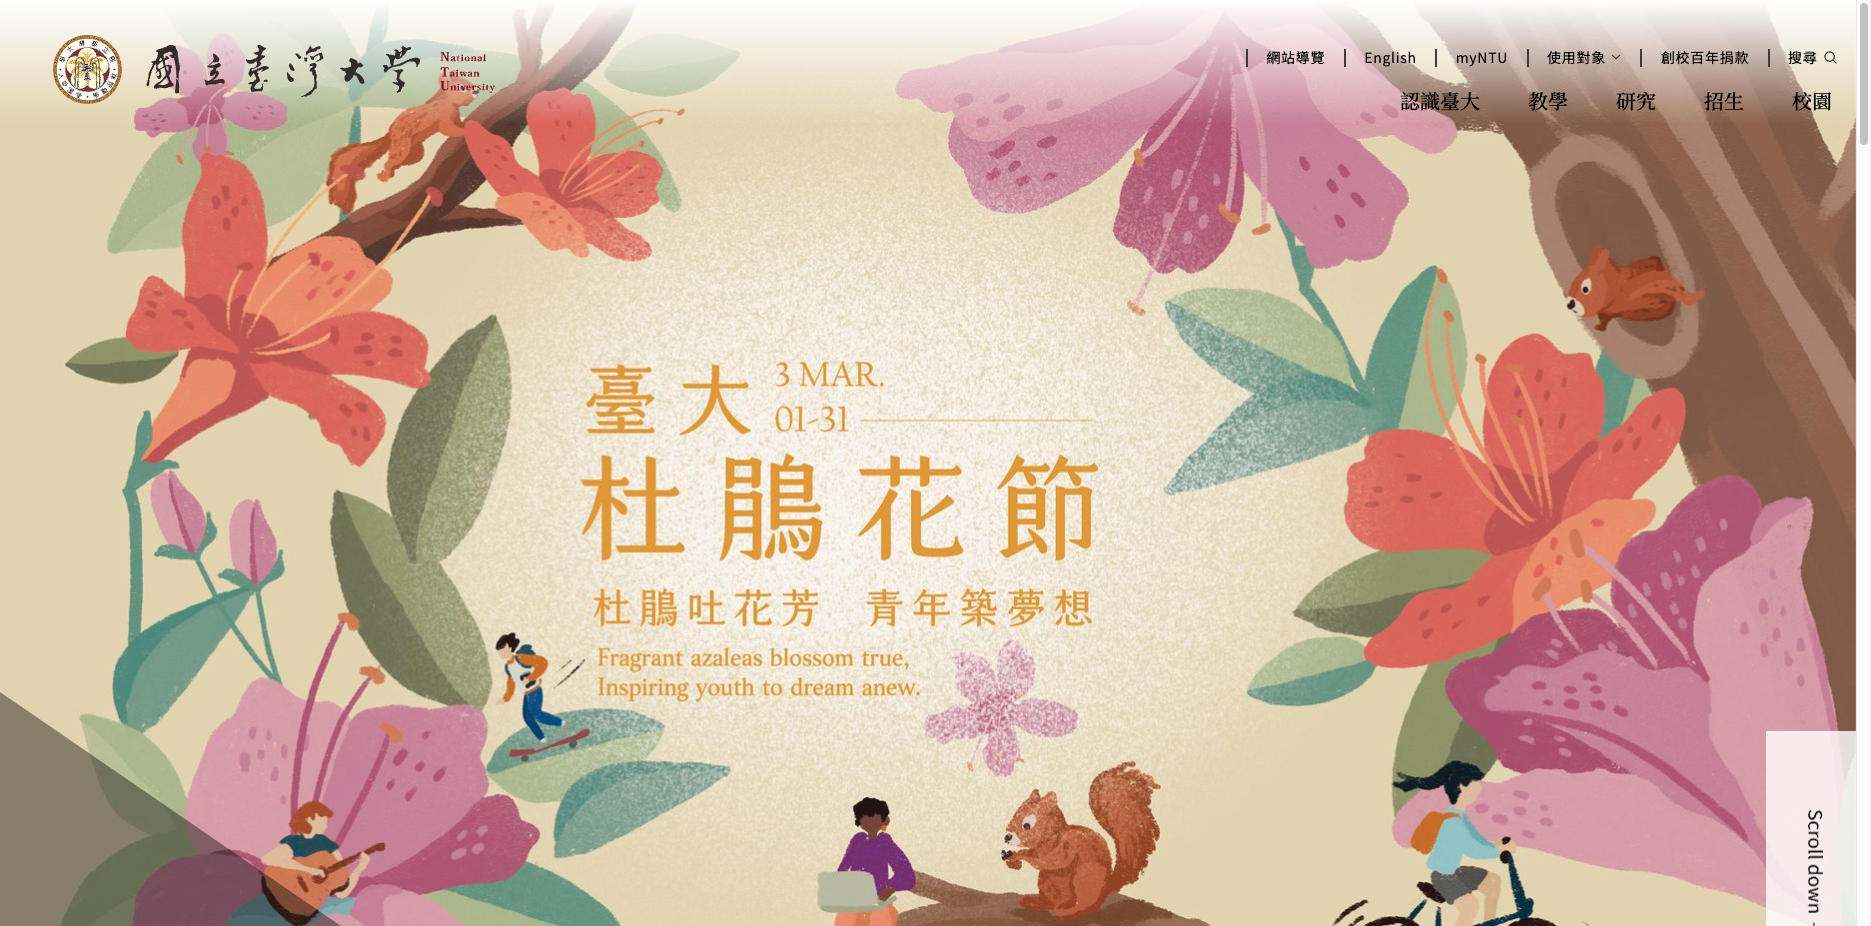 國立臺灣大學
National
Taiwan
University
網站導覽 English myNTU 使用對象 創校百年捐款 搜尋
認識臺大 教學 研究 招生 校園
臺大
3 MAR.
01-31
杜鵑花節
杜鵑吐花芳 青年築夢想
Fragrant azaleas blossom true,
Inspiring youth to dream anew.
Scroll down